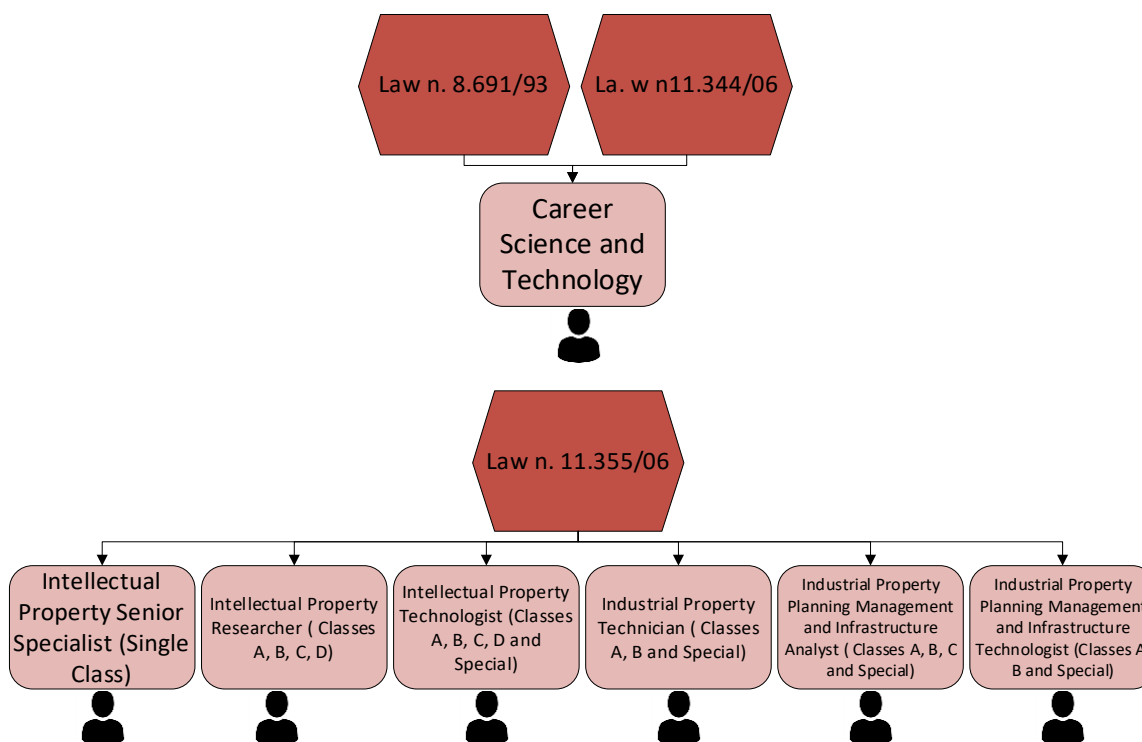 Law n. 8.691/93
La. w n11.344/06
Career
Science and
Technology
Law n. 11.355/06
Intellectual
Property Senior
Specialist (Single
Class)
Intellectual Property
Researcher ( Classes
A, B, C, D)
Intellectual Property
Technologist (Classes
A, B, C, D and
Special)
Industrial Property
Technician ( Classes
A, B and Special)
Industrial Property
Planning Management
and Infrastructure
Analyst ( Classes A, B, C
and Special)
Industrial Property
Planning Management
and Infrastructure
Technologist (Classes A,
B and Special)